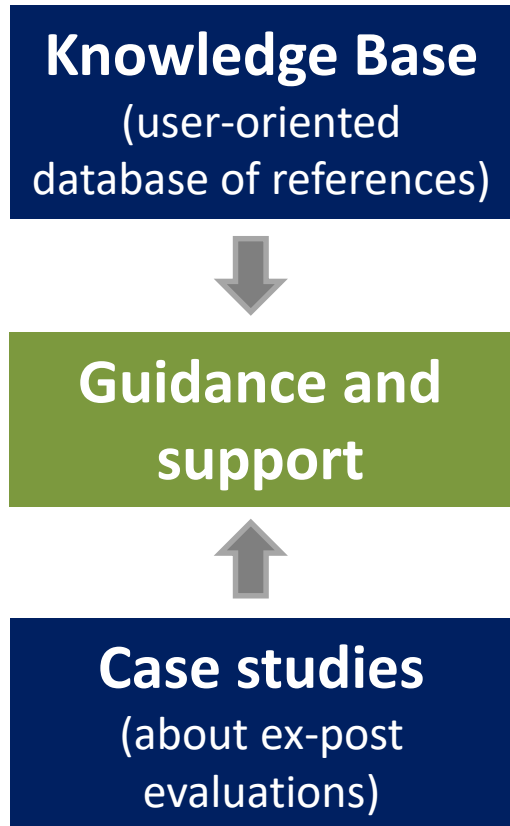 Knowledge Base
(user-oriented
database of references)
Guidance and
support
Case studies
(about ex-post
evaluations)